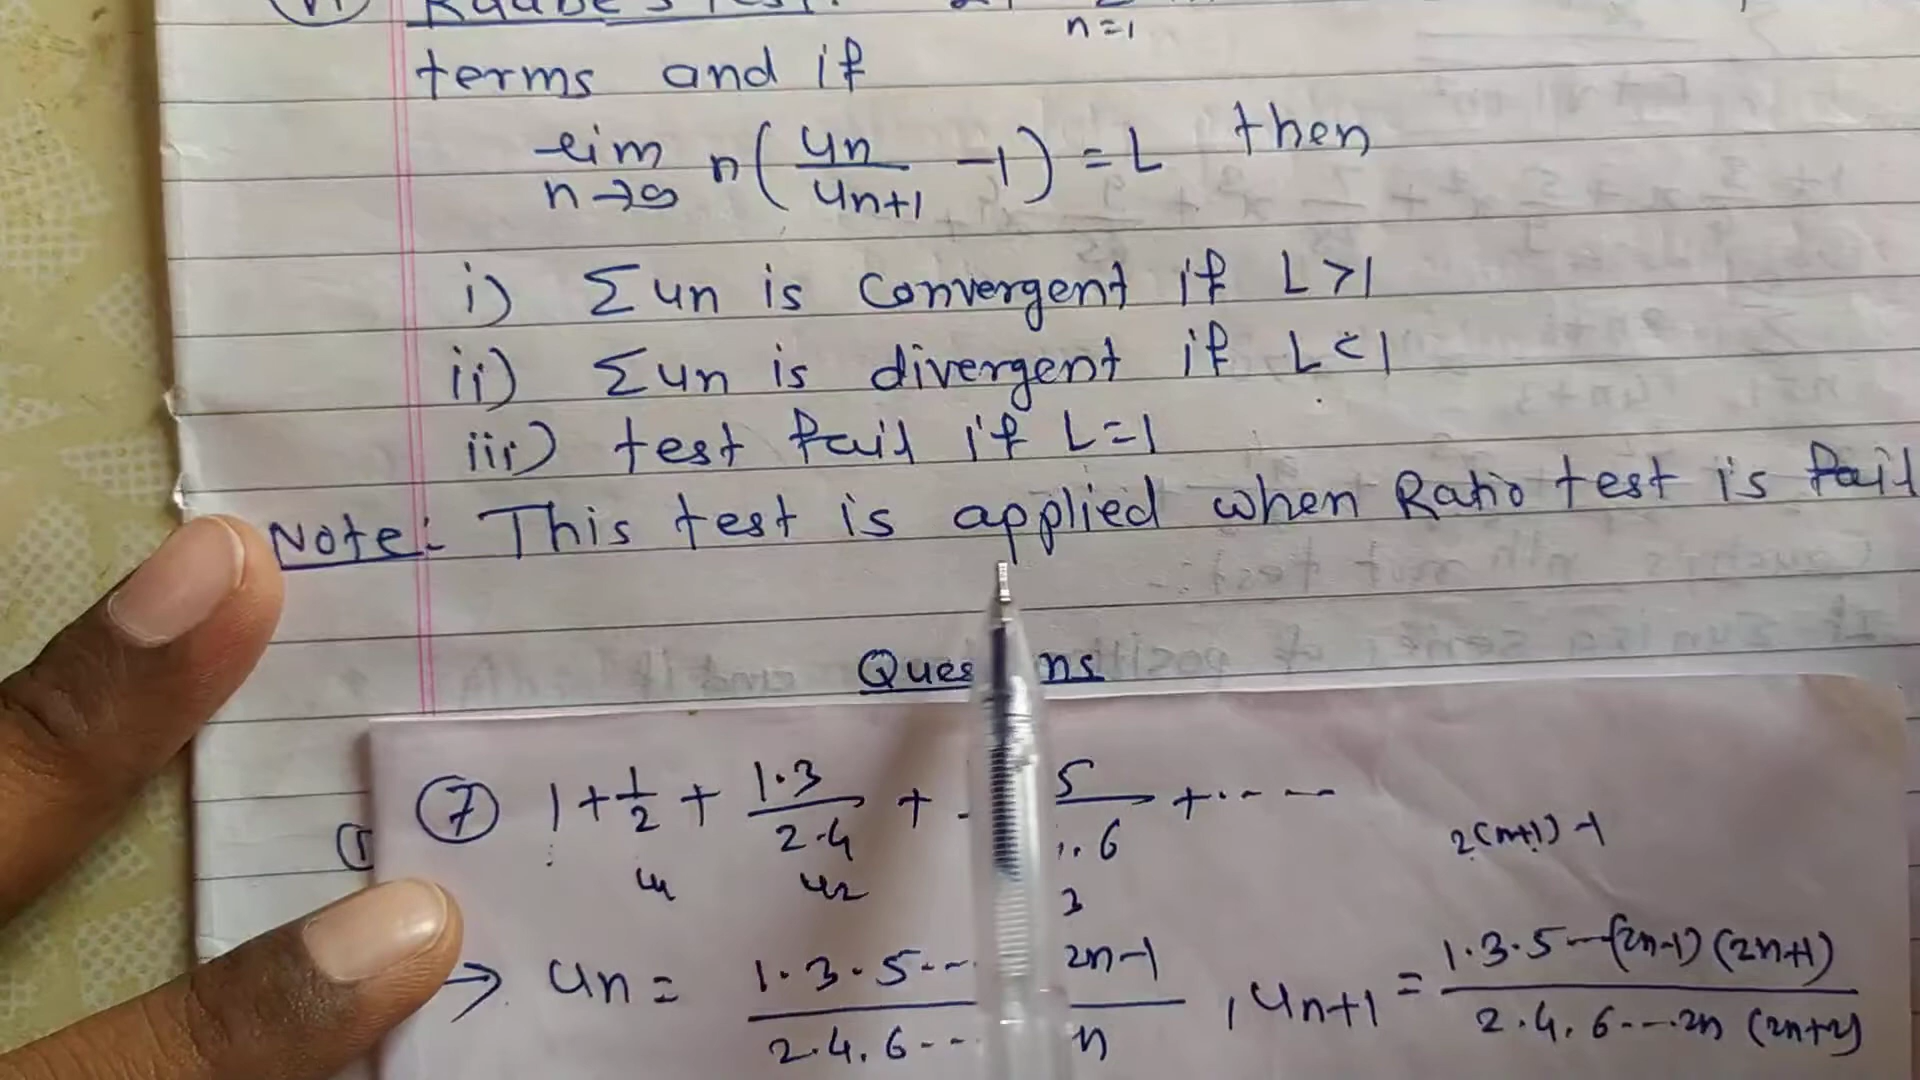 Raabe's Test:
n=1
terms and if
lim n→∞ n(un/un+1 -1) = L then
i) Σun is convergent if L>1
ii) Σun is divergent if L<1
iii) test fail if L=1
Note: This test is applied when Ratio test is fail
Ques ns
⑦ 1 + 1/2 + 1·3/2·4 + 5/6 + ----
2(n+1)-1
u1 u2 3
→ un = 1·3·5-- 2n-1/2·4·6-- n , un+1 = 1·3·5---(2n-1)(2n+1)/2·4·6---2n (2n+2)